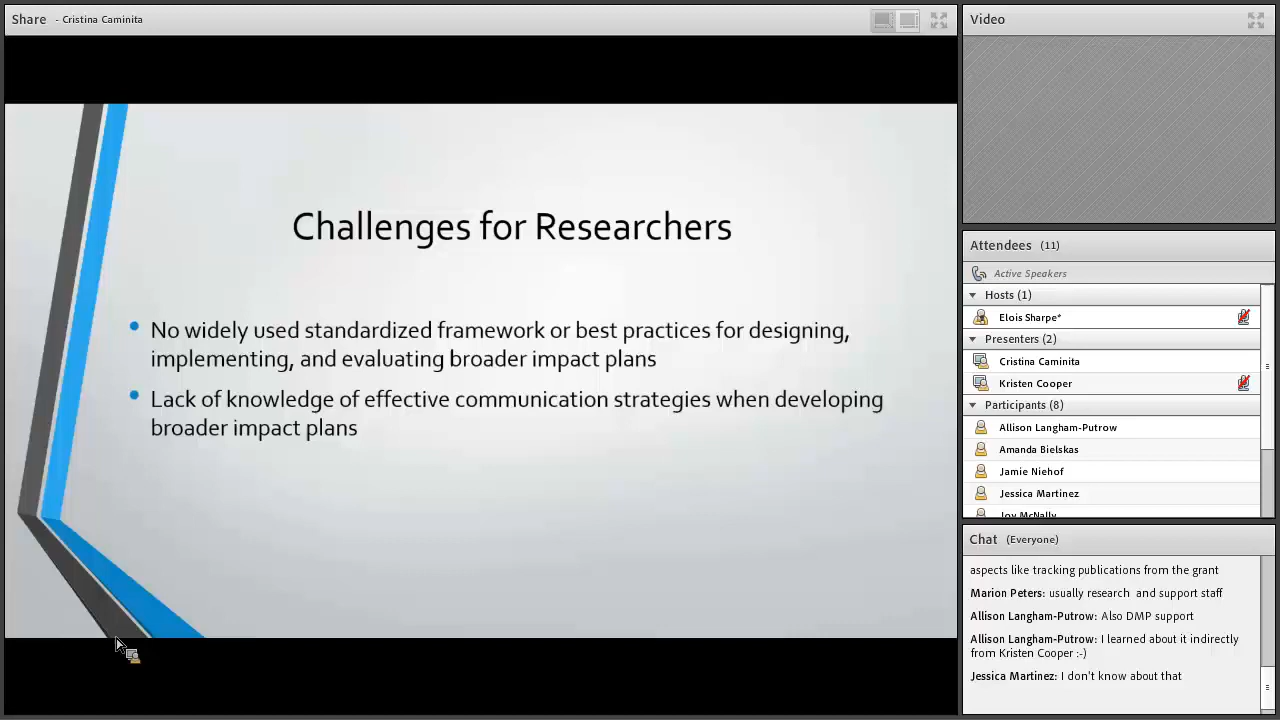 Share - Cristina Caminita
Challenges for Researchers
No widely used standardized framework or best practices for designing,
implementing, and evaluating broader impact plans
Lack of knowledge of effective communication strategies when developing
broader impact plans
Video
Attendees (11)
Active Speakers
Hosts (1)
Elois Sharpe*
Presenters (2)
Cristina Caminita
Kristen Cooper
Participants (8)
Allison Langham-Putrow
Amanda Bielskas
Jamie Niehof
Jessica Martinez
Joy McNally
Chat (Everyone)
aspects like tracking publications from the grant
Marion Peters: usually research and support staff
Allison Langham-Putrow: Also DMP support
Allison Langham-Putrow: I learned about it indirectly
from Kristen Cooper :-)
Jessica Martinez: I don't know about that